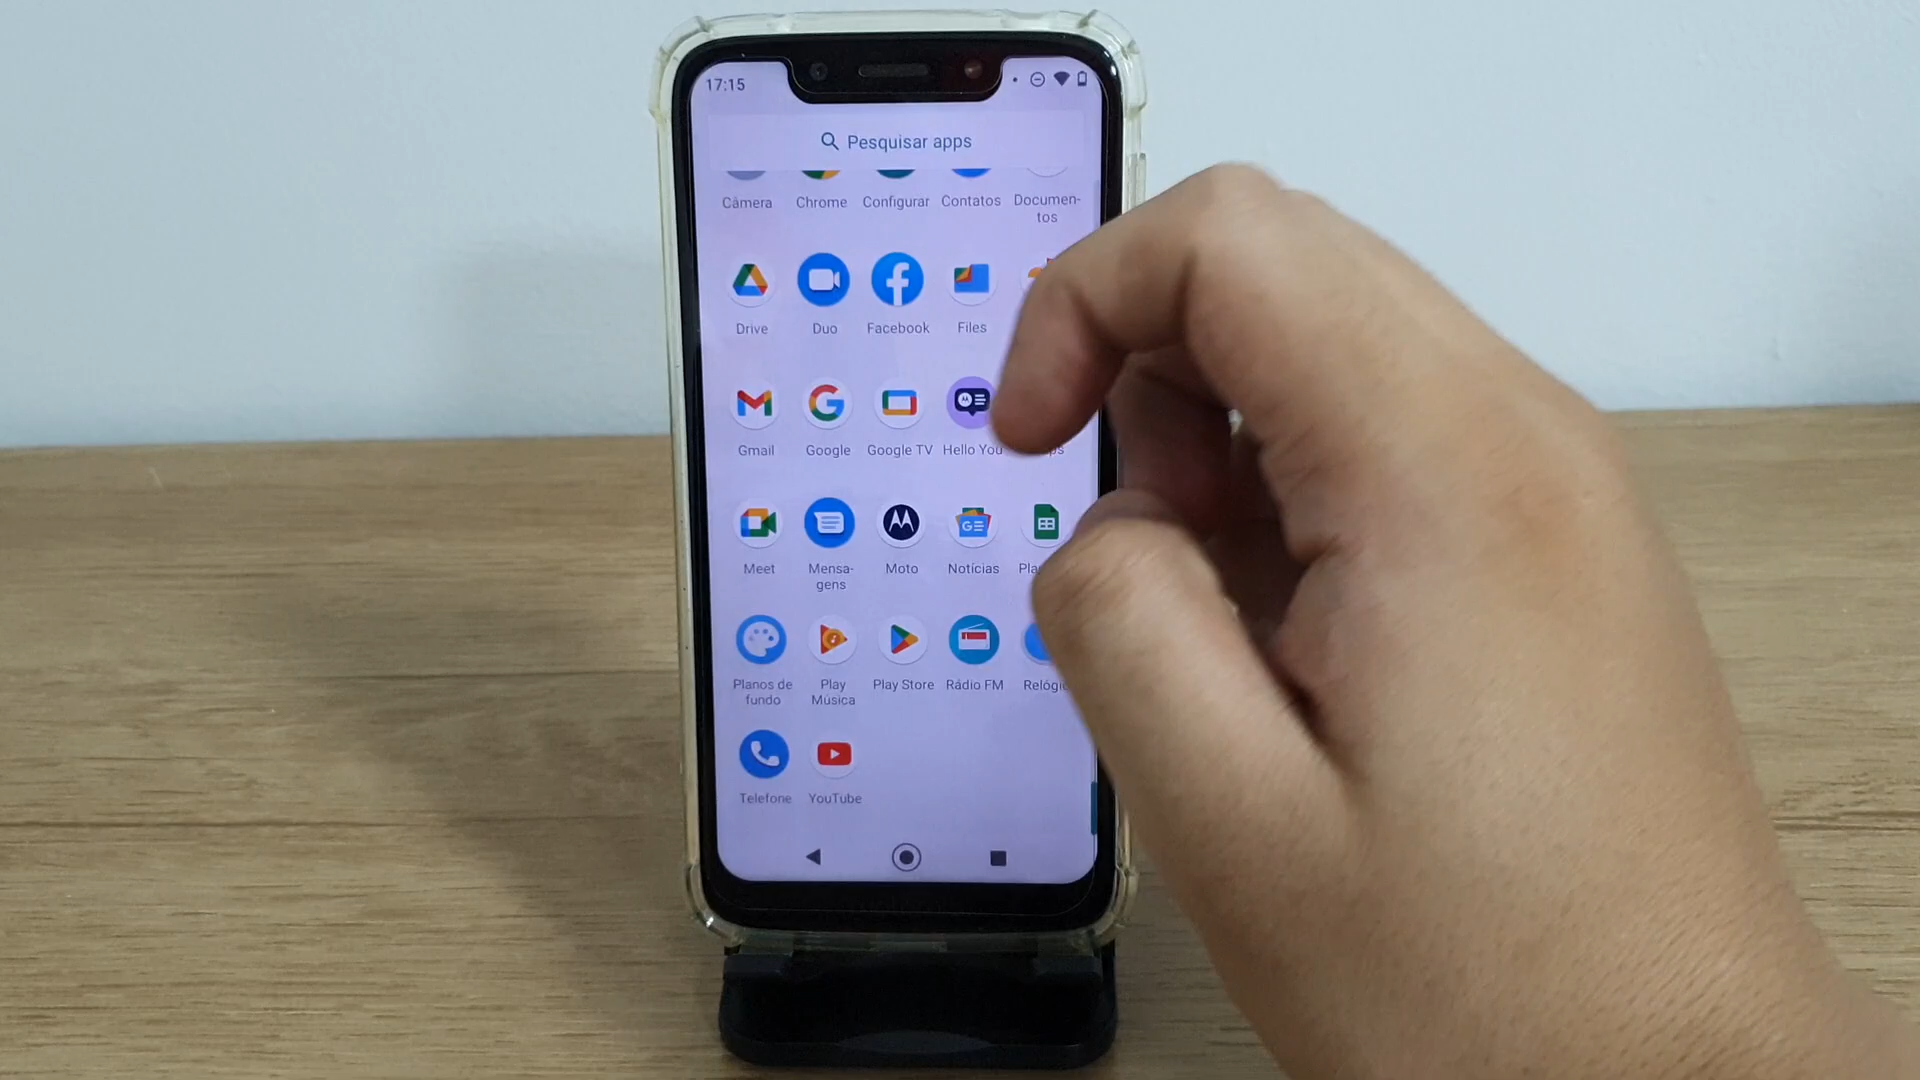 17:15
Pesquisar apps
Câmera Chrome Configurar Contatos Documen-
tos
Drive Duo Facebook Files
Gmail Google Google TV Hello You
Meet Mensa- Moto Notícias
gens
Planos de Play Play Store Rádio FM
fundo Música
Telefone YouTube